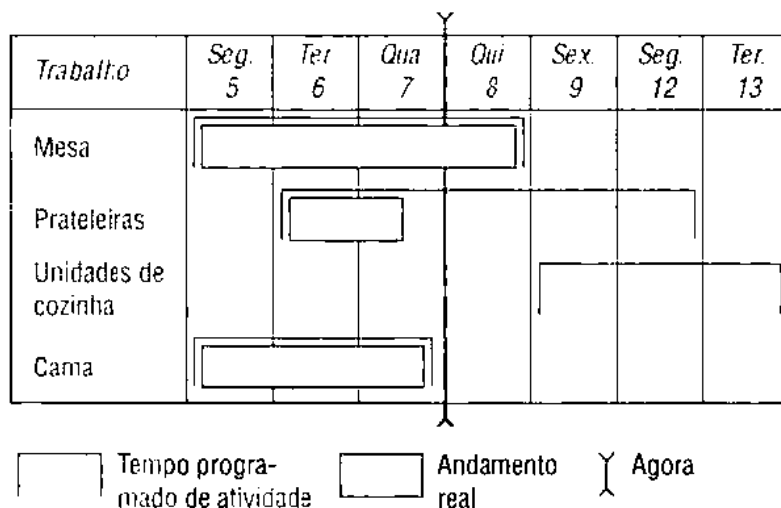 Trabalho
Seg.
5
Ter
6
Qua
7
Qui
8
Sex.
9
Seg.
12
Ter.
13
Mesa
Prateleiras
Unidades de
cozinha
Cama
Tempo progra-
mado de atividade
Andamento
real
Agora